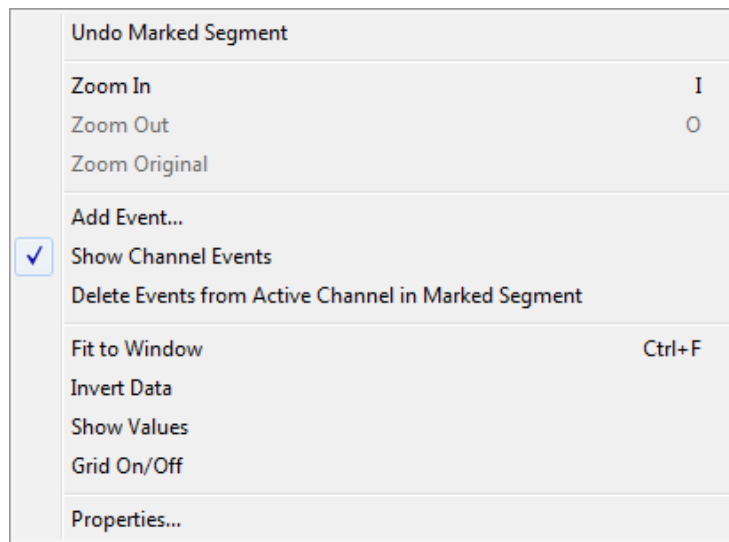 Undo Marked Segment
Zoom In I
Zoom Out O
Zoom Original
Add Event...
Show Channel Events
Delete Events from Active Channel in Marked Segment
Fit to Window Ctrl+F
Invert Data
Show Values
Grid On/Off
Properties...